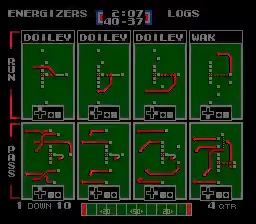 ENERGIZERS 2:07 LOGS
40-37
DOILEY DOILEY DOILEY WAK
RUN
PASS
1 DOWN 10 4 QTR